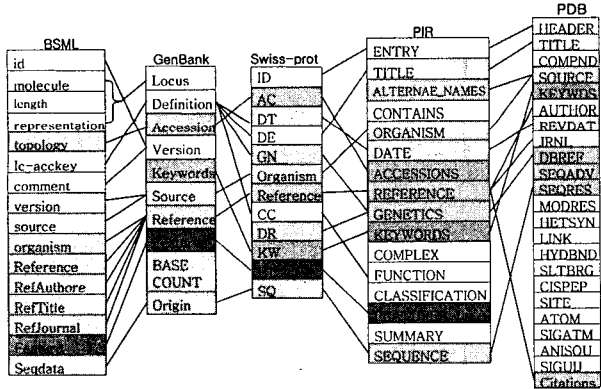 BSML
id
molecule
length
representation
topology
lc-acckey
comment
version
source
organism
Reference
RefAuthore
RefTitle
RefJournal
Seqdata
GenBank
Locus
Definition
Accession
Version
Keywords
Source
Reference
BASE
COUNT
Origin
Swiss-prot
ID
AC
DT
DE
GN
Organism
Reference
CC
DR
KW
SQ
PIR
ENTRY
TITLE
ALTERNAE_NAMES
CONTAINS
ORGANISM
DATE
ACCESSIONS
REFERENCE
GENETICS
KEYWORDS
COMPLEX
FUNCTION
CLASSIFICATION
SUMMARY
SEQUENCE
PDB
HEADER
TITLE
COMPND
SOURCE
KEYWDS
AUTHOR
REVDAT
JRNL
DBREF
SEQADV
SEQRES
MODRES
HETSYN
LINK
HYDBND
SLTBRG
CISPEP
SITE
ATOM
SIGATM
ANISOU
SIGUIJ
Citations